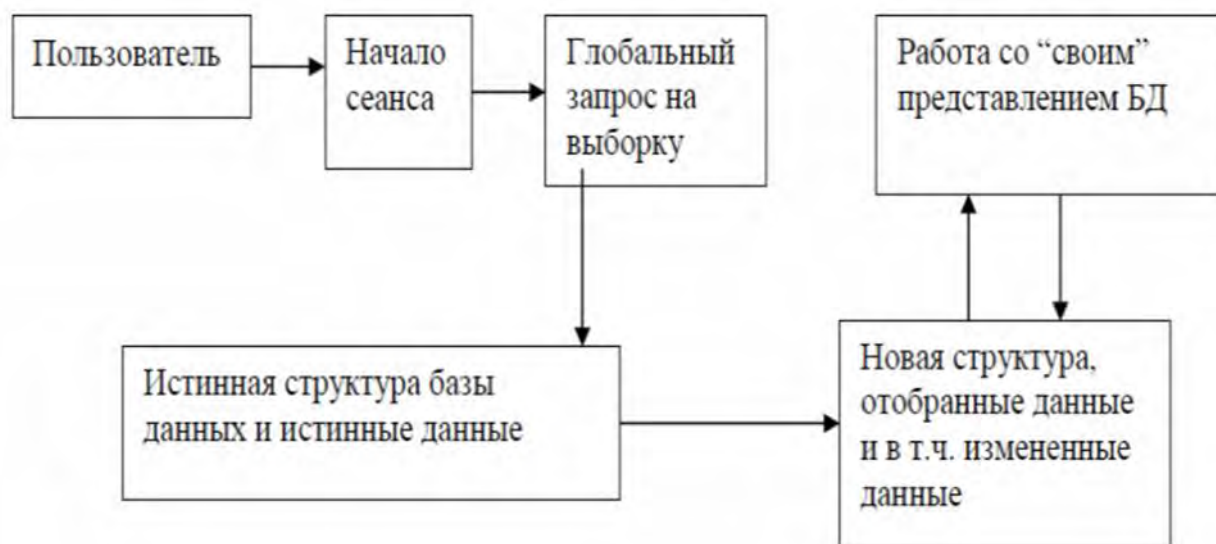 Пользователь
Начало
сеанса
Глобальный
запрос на
выборку
Работа со “своим”
представлением БД
Истинная структура базы
данных и истинные данные
Новая структура,
отобранные данные
и в т.ч. измененные
данные